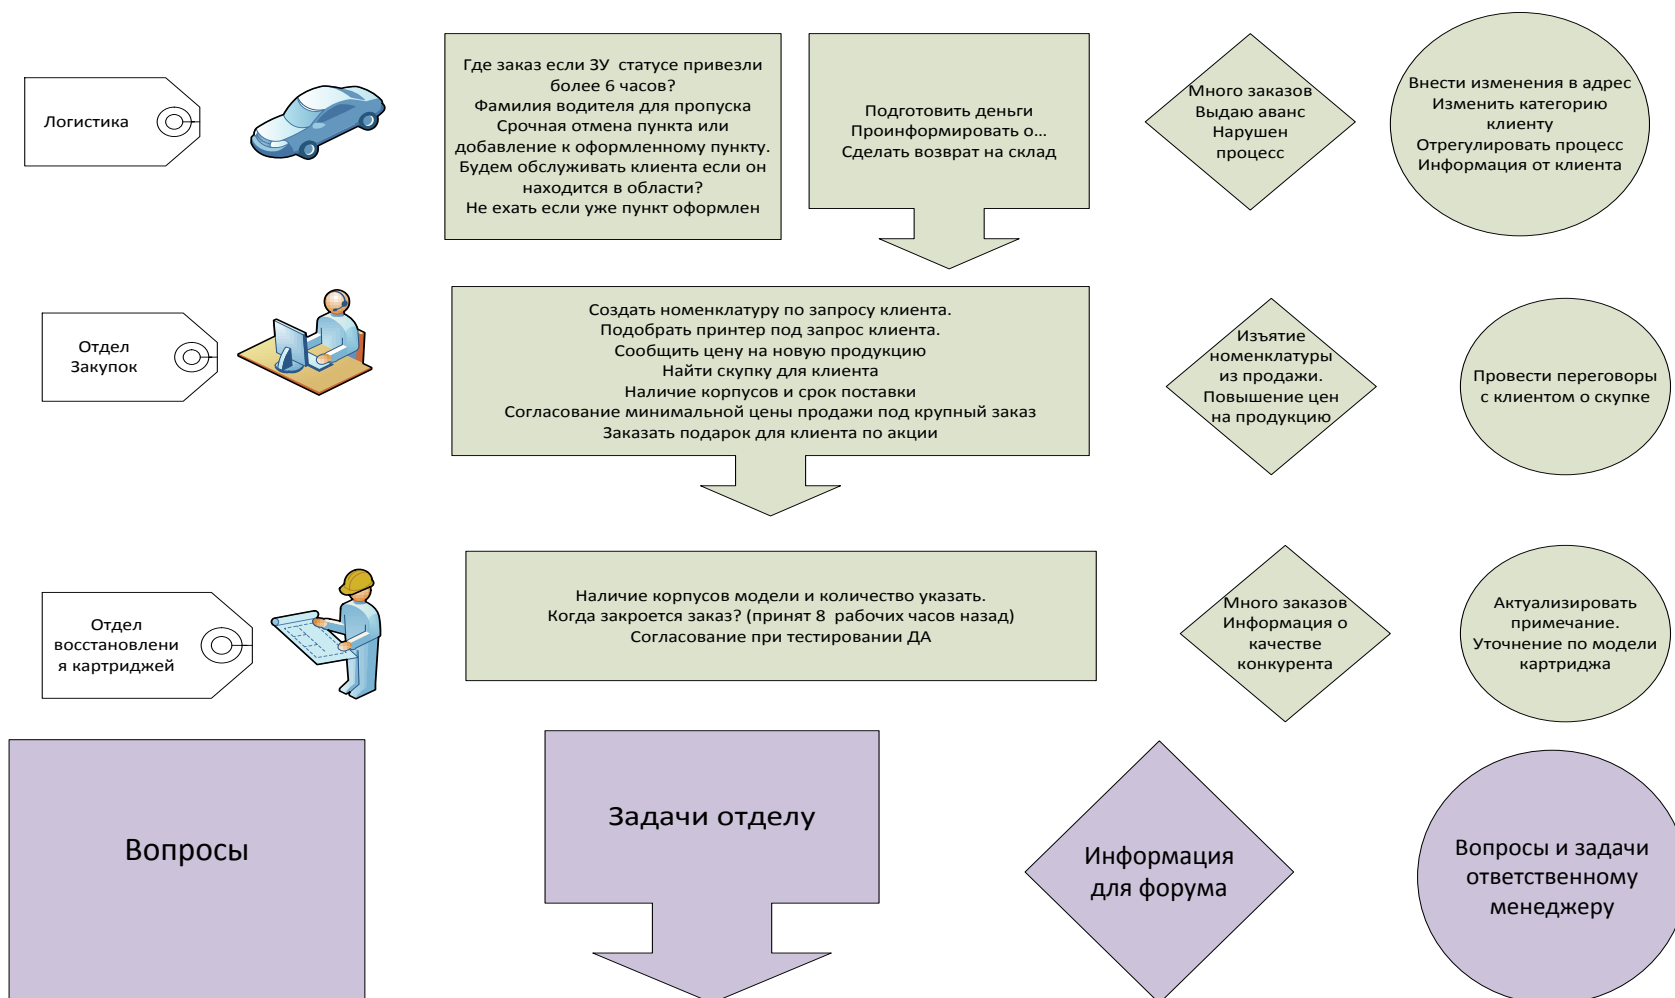 Логистика
Где заказ если ЗУ статусе привезли
более 6 часов?
Фамилия водителя для пропуска
Срочная отмена пункта или
добавление к оформленному пункту.
Будем обслуживать клиента если он
находится в области?
Не ехать если уже пункт оформлен
Подготовить деньги
Проинформировать о...
Сделать возврат на склад
Много заказов
Выдаю аванс
Нарушен
процесс
Внести изменения в адрес
Изменить категорию
клиенту
Отрегулировать процесс
Информация от клиента
Отдел
Закупок
Создать номенклатуру по запросу клиента.
Подобрать принтер под запрос клиента.
Сообщить цену на новую продукцию
Найти скупку для клиента
Наличие корпусов и срок поставки
Согласование минимальной цены продажи под крупный заказ
Заказать подарок для клиента по акции
Изъятие
номенклатуры
из продажи.
Повышение цен
на продукцию
Провести переговоры
с клиентом о скупке
Отдел
восстановлени
я картриджей
Наличие корпусов модели и количество указать.
Когда закроется заказ? (принят 8 рабочих часов назад)
Согласование при тестировании ДА
Много заказов
Информация о
качестве
конкурента
Актуализировать
примечание.
Уточнение по модели
картриджа
Вопросы
Задачи отделу
Информация
для форума
Вопросы и задачи
ответственному
менеджеру